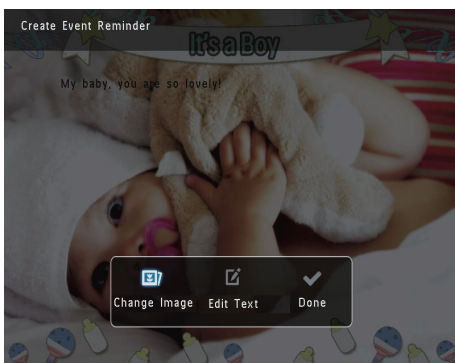 Create Event Reminder
It's a Boy
My baby, you are so lovely!
Change Image
Edit Text
Done